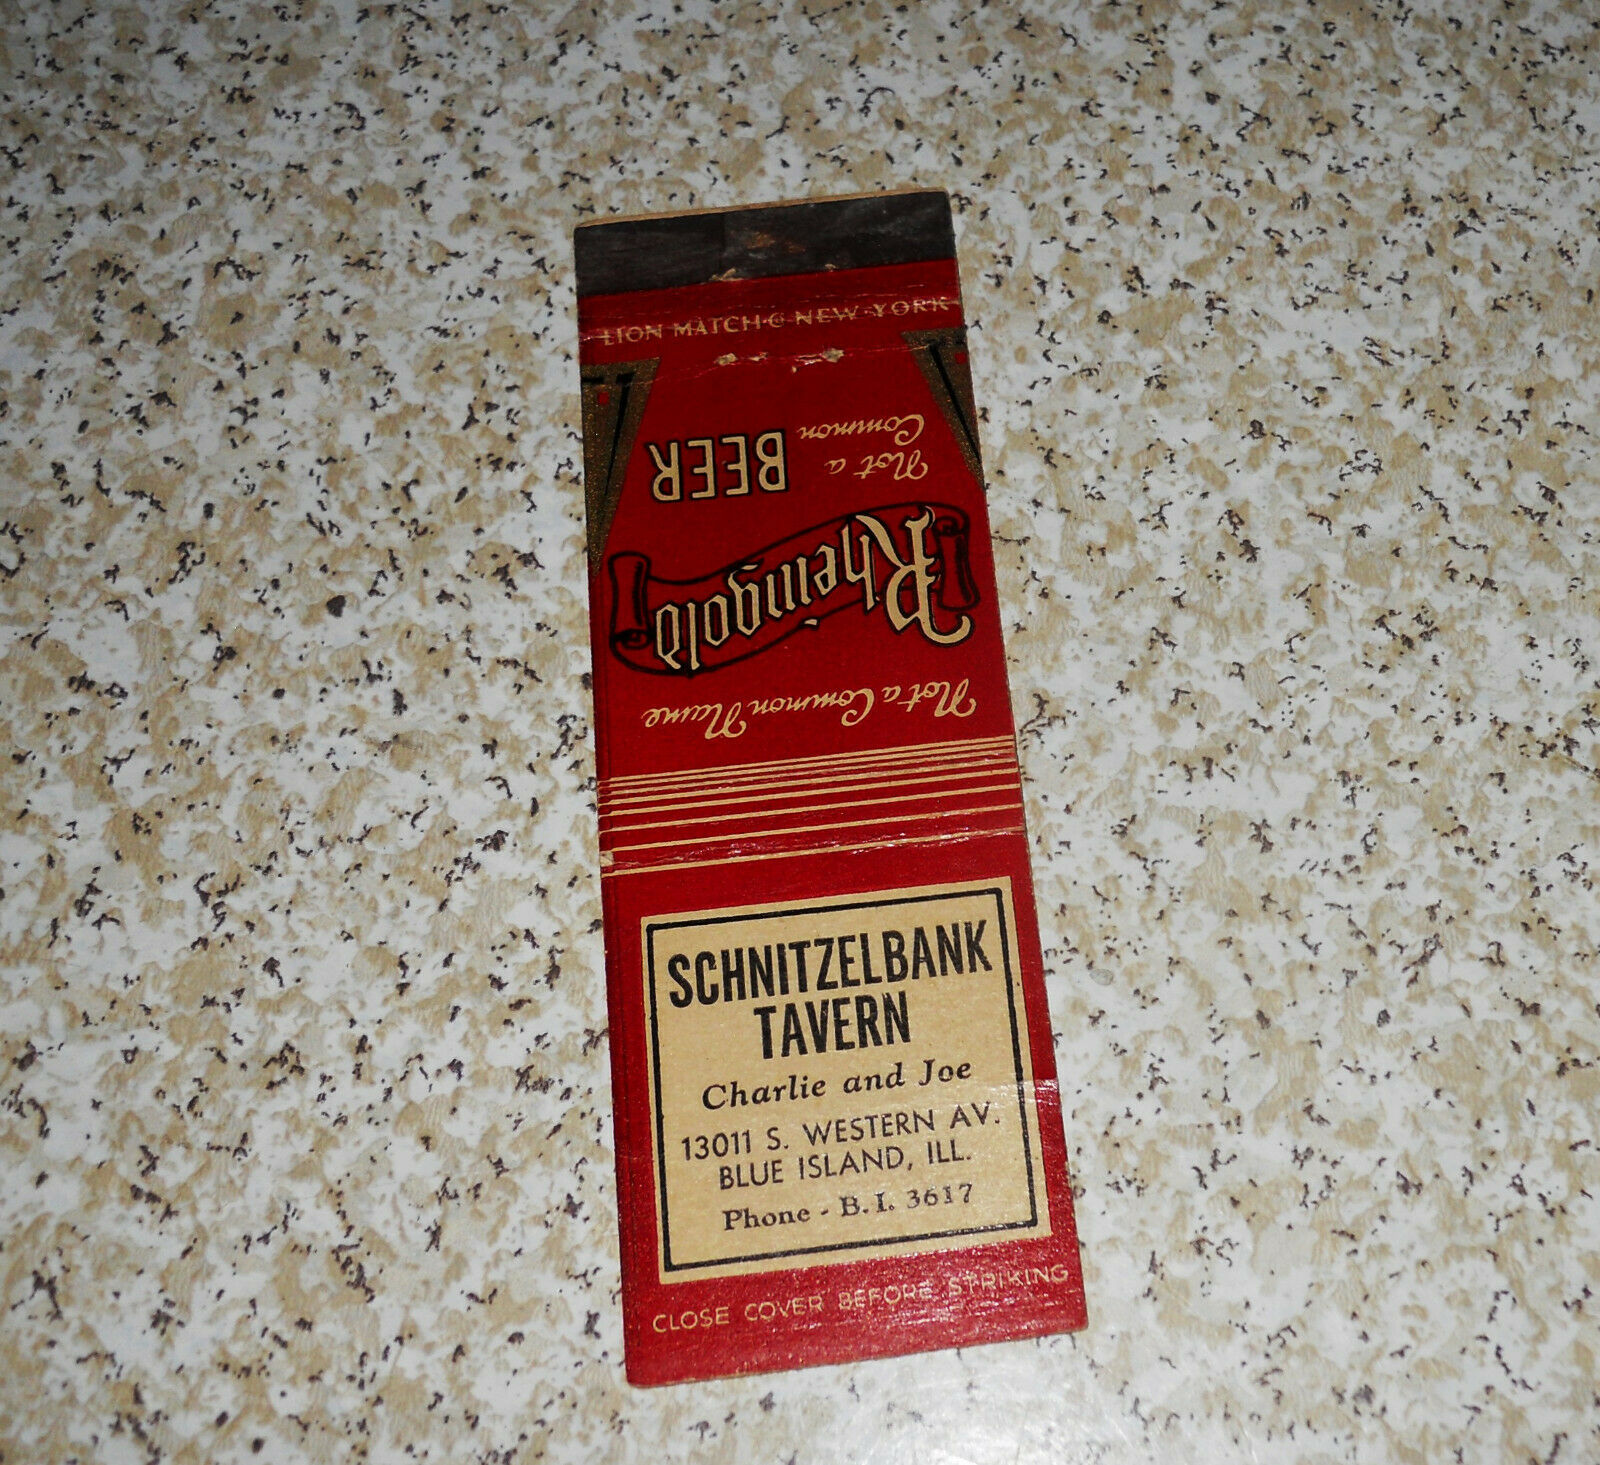 LION MATCH Co NEW YORK
Not a Common Name
Rheingold
Not a
Common
BEER
SCHNITZELBANK
TAVERN
Charlie and Joe
13011 S. WESTERN AV.
BLUE ISLAND, ILL.
Phone - B.I. 3617
CLOSE COVER BEFORE STRIKING